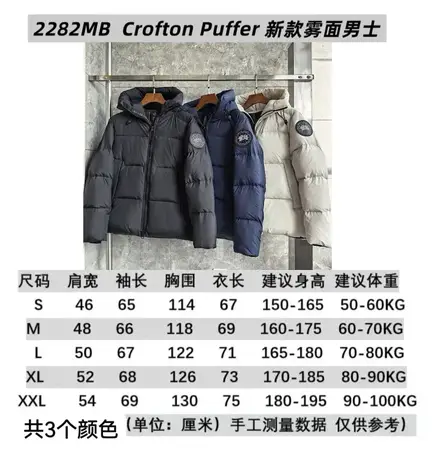 2282MB Crofton Puffer 新款雾面男士
尺码 肩宽 袖长 胸围 衣长 建议身高 建议体重
S 46 65 114 67 150-165 50-60KG
M 48 66 118 69 160-175 60-70KG
L 50 67 122 71 165-180 70-80KG
XL 52 68 126 73 170-185 80-90KG
XXL 54 69 130 75 180-195 90-100KG
共3个颜色 (单位：厘米) 手工测量数据 仅供参考)